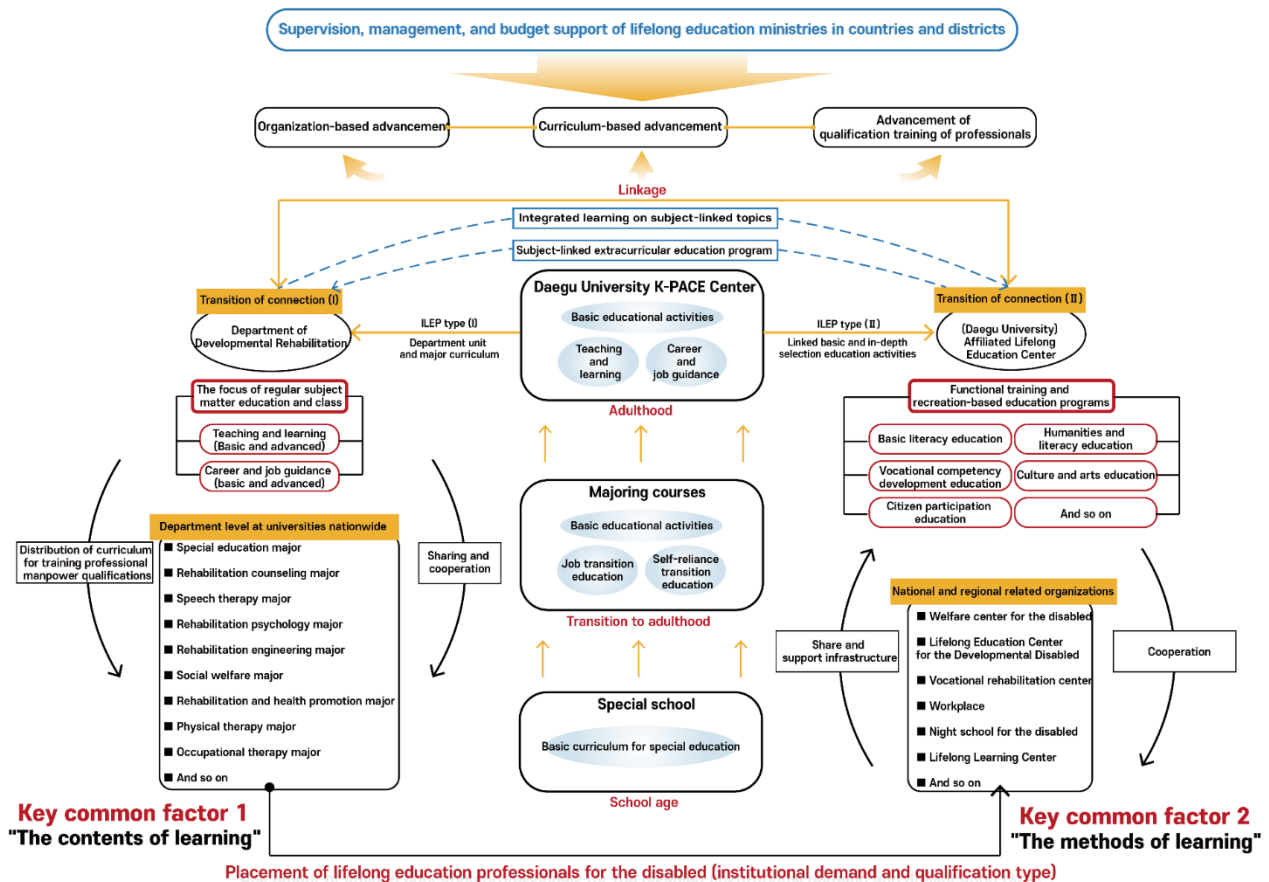 Supervision, management, and budget support of lifelong education ministries in countries and districts
Organization-based advancement
Curriculum-based advancement
Advancement of
qualification training of professionals
Linkage
Integrated learning on subject-linked topics
Subject-linked extracurricular education program
Transition of connection (I)
Department of
Developmental Rehabilitation
ILEP type (I)
Department unit
and major curriculum
Daegu University K-PACE Center
Basic educational activities
Teaching
and
learning
Career
and
job guidance
Adulthood
ILEP type (II)
Linked basic and in-depth
selection education activities
Transition of connection (II)
(Daegu University)
Affiliated Lifelong
Education Center
The focus of regular subject
matter education and class
Teaching and learning
(Basic and advanced)
Career and job guidance
(basic and advanced)
Functional training and
recreation-based education programs
Basic literacy education
Humanities and
literacy education
Vocational competency
development education
Culture and arts education
Citizen participation
education
And so on
Majoring courses
Basic educational activities
Job transition
education
Self-reliance
transition
education
Transition to adulthood
Distribution of curriculum
for training professional
manpower qualifications
Department level at universities nationwide
■ Special education major
■ Rehabilitation counseling major
■ Speech therapy major
■ Rehabilitation psychology major
■ Rehabilitation engineering major
■ Social welfare major
■ Rehabilitation and health promotion major
■ Physical therapy major
■ Occupational therapy major
■ And so on
Sharing and
cooperation
Special school
Basic curriculum for special education
School age
Share and
support infrastructure
National and regional related organizations
■ Welfare center for the disabled
■ Lifelong Education Center
for the Developmental Disabled
■ Vocational rehabilitation center
■ Workplace
■ Night school for the disabled
■ Lifelong Learning Center
■ And so on
Cooperation
Key common factor 1
"The contents of learning"
Key common factor 2
"The methods of learning"
Placement of lifelong education professionals for the disabled (institutional demand and qualification type)